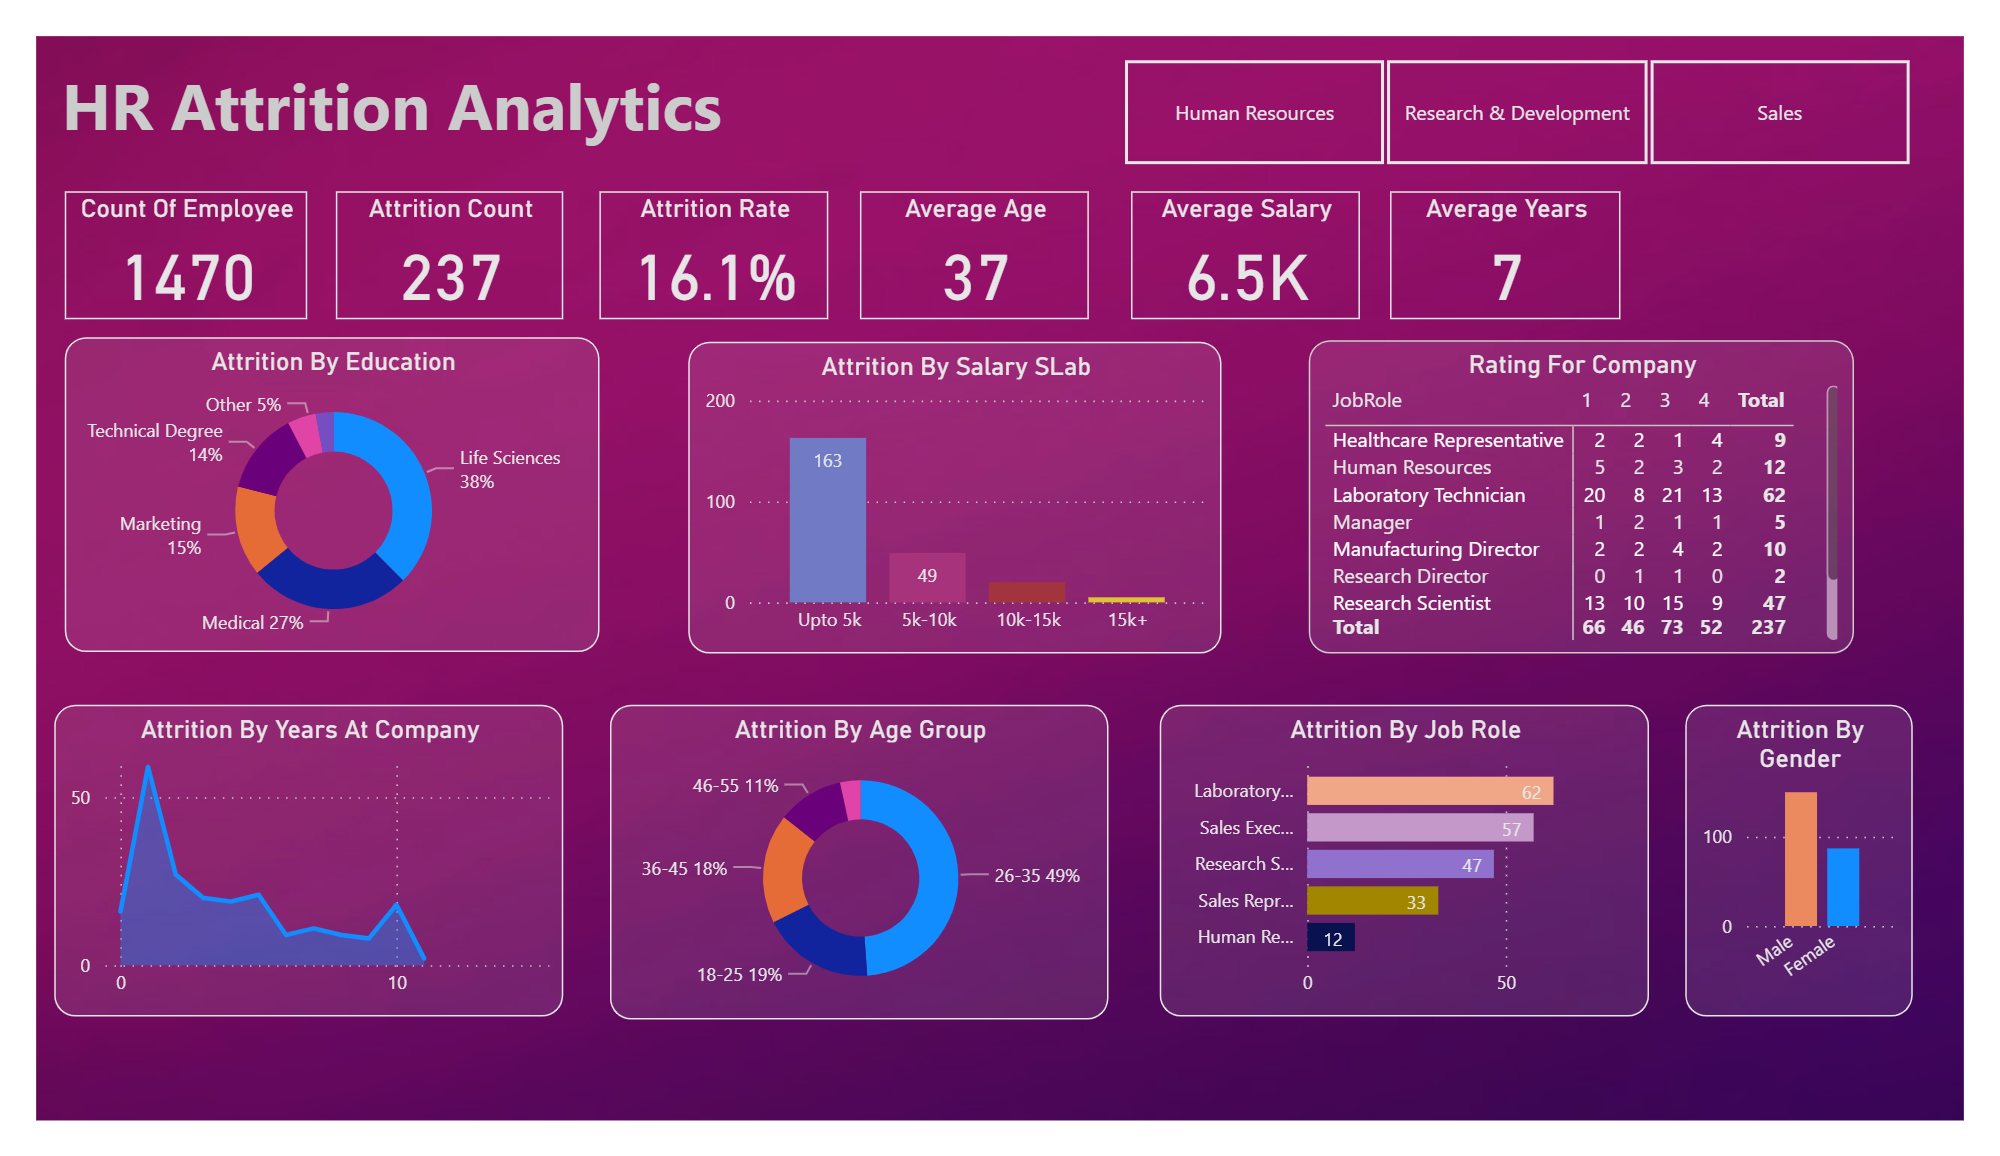 HR Attrition Analytics
Human Resources
Research & Development
Sales
Count Of Employee
1470
Attrition Count
237
Attrition Rate
16.1%
Average Age
37
Average Salary
6.5K
Average Years
7
Attrition By Education
Other 5%
Technical Degree
14%
Life Sciences
38%
Marketing
15%
Medical 27%
Attrition By Salary SLab
200
100
0
163
49
Upto 5k 5k-10k 10k-15k 15k+
Rating For Company
JobRole 1 2 3 4 Total
Healthcare Representative 2 2 1 4 9
Human Resources 5 2 3 2 12
Laboratory Technician 20 8 21 13 62
Manager 1 2 1 1 5
Manufacturing Director 2 2 4 2 10
Research Director 0 1 1 0 2
Research Scientist 13 10 15 9 47
Total 66 46 73 52 237
Attrition By Years At Company
50
0
0 10
Attrition By Age Group
46-55 11%
36-45 18%
26-35 49%
18-25 19%
Attrition By Job Role
Laboratory... 62
Sales Exec... 57
Research S... 47
Sales Repr... 33
Human Re... 12
0 50
Attrition By
Gender
100
0
Male
Female